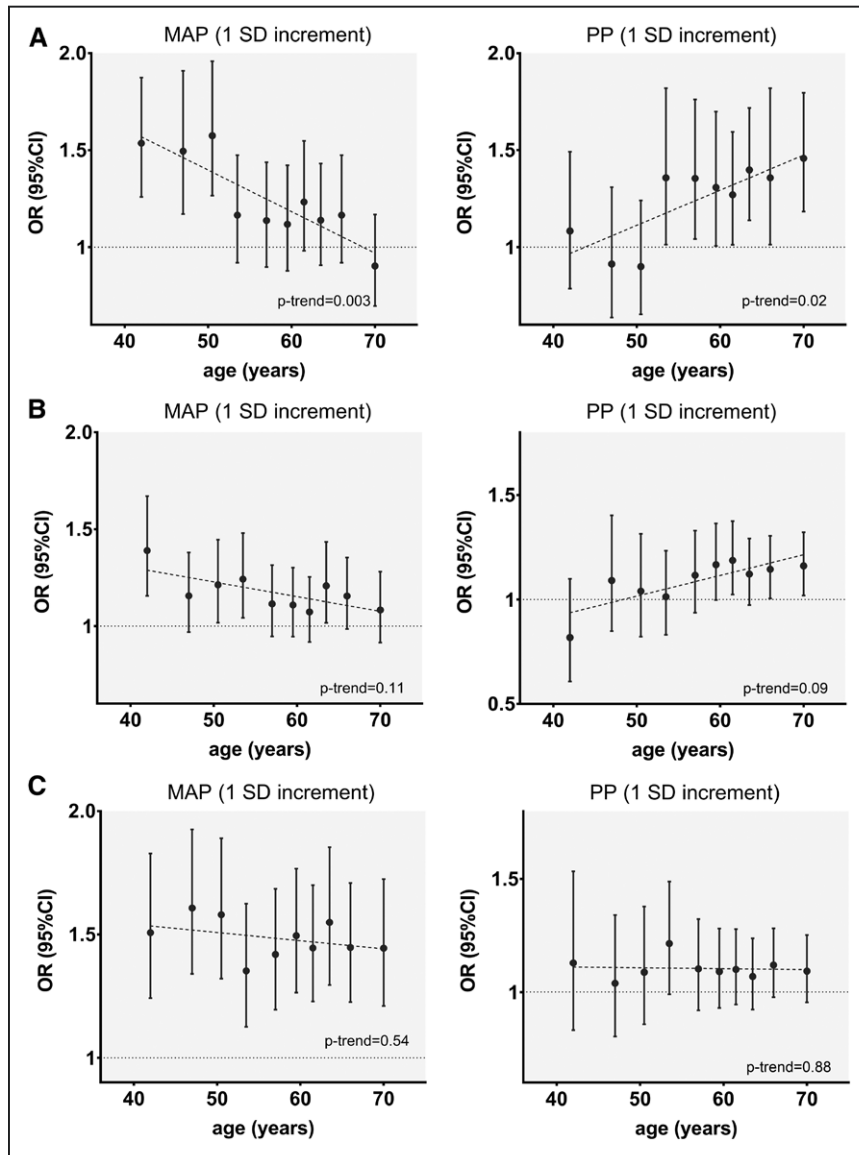 A
MAP (1 SD increment)
2.0
1.5
1
OR (95%CI)
p-trend=0.003
40 50 60 70
age (years)
PP (1 SD increment)
2.0
1.5
1
OR (95%CI)
p-trend=0.02
40 50 60 70
age (years)
B
MAP (1 SD increment)
2.0
1.5
1
OR (95%CI)
p-trend=0.11
40 50 60 70
age (years)
PP (1 SD increment)
1.5
1
0.5
OR (95%CI)
p-trend=0.09
40 50 60 70
age (years)
C
MAP (1 SD increment)
2.0
1.5
1
OR (95%CI)
p-trend=0.54
40 50 60 70
age (years)
PP (1 SD increment)
1.5
1
OR (95%CI)
p-trend=0.88
40 50 60 70
age (years)